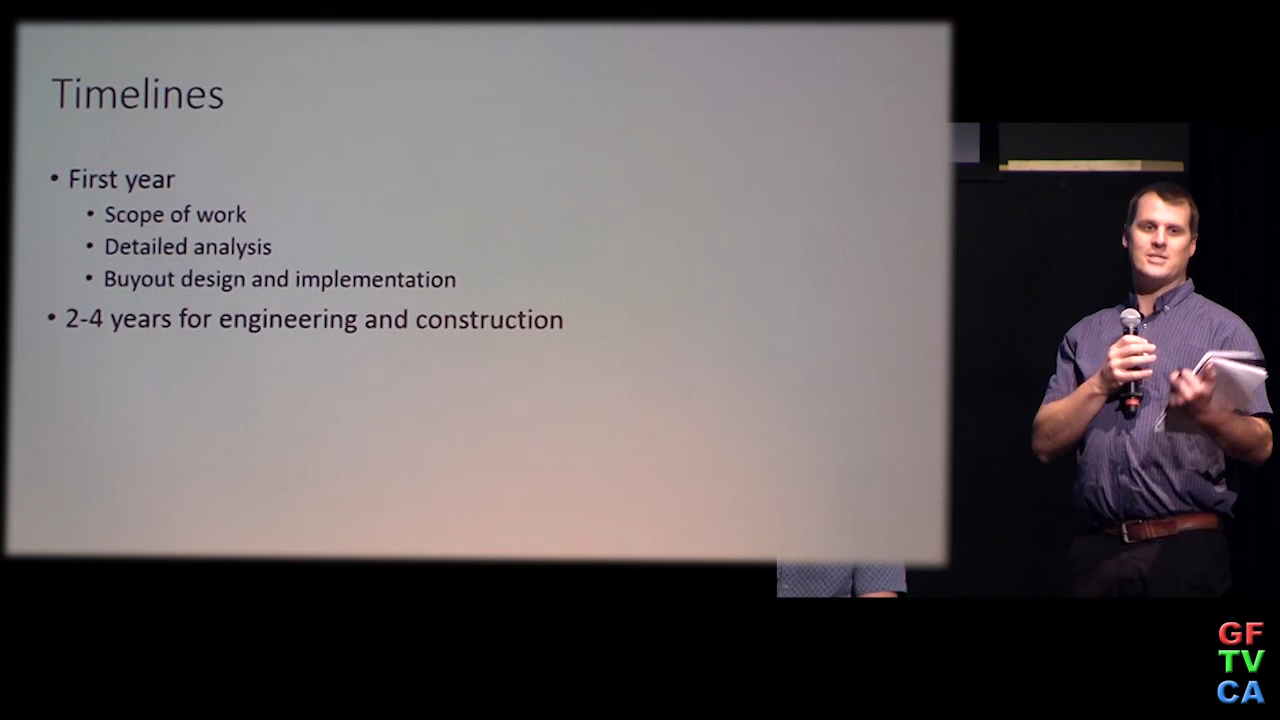 Timelines
• First year
• Scope of work
• Detailed analysis
• Buyout design and implementation
• 2-4 years for engineering and construction
GF
TV
CA